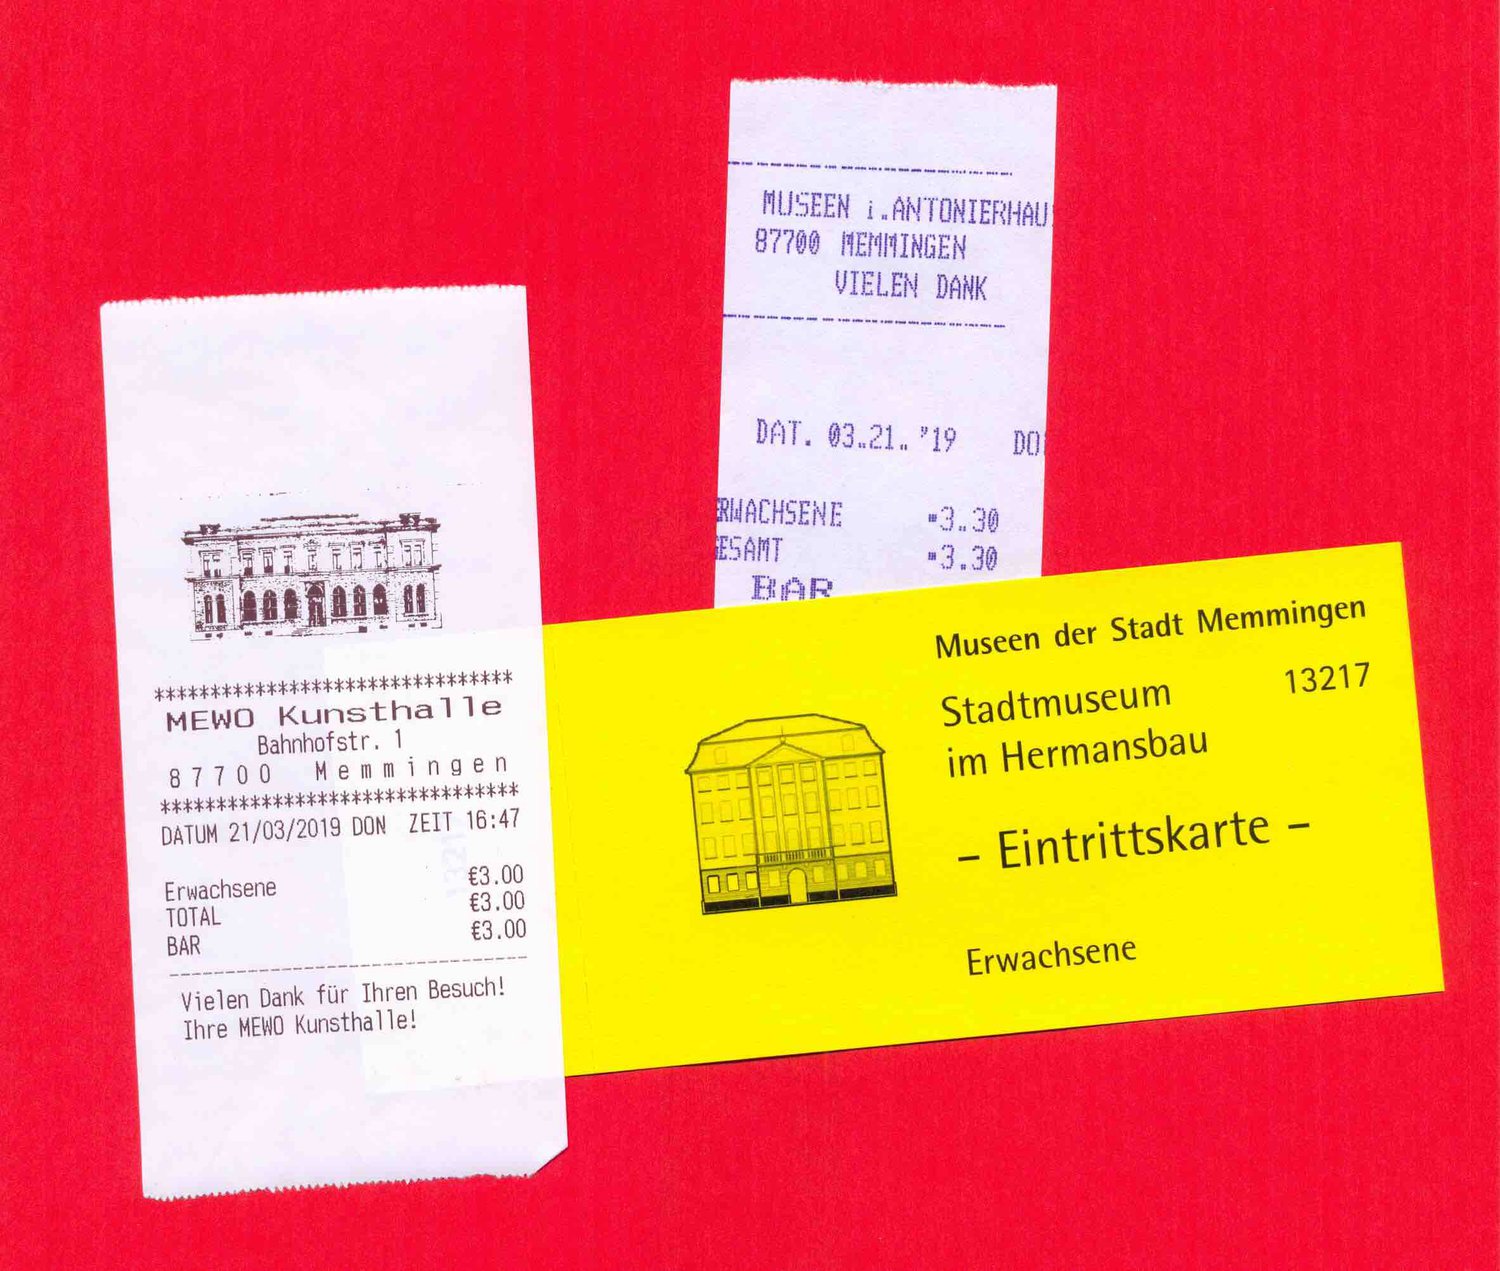 MUSEEN i.ANTONIERHAU
87700 MEMMINGEN
VIELEN DANK
DAT. 03.21. "19 DO
RWACHSENE 3.30
ESAMT 3.30
BAR
********************************
MEWO Kunsthalle
Bahnhofstr. 1
87700 Memmingen
********************************
DATUM 21/03/2019 DON ZEIT 16:47
Erwachsene €3.00
TOTAL €3.00
BAR €3.00
Vielen Dank für Ihren Besuch!
Ihre MEWO Kunsthalle!
Museen der Stadt Memmingen
Stadtmuseum 13217
im Hermansbau
– Eintrittskarte –
Erwachsene